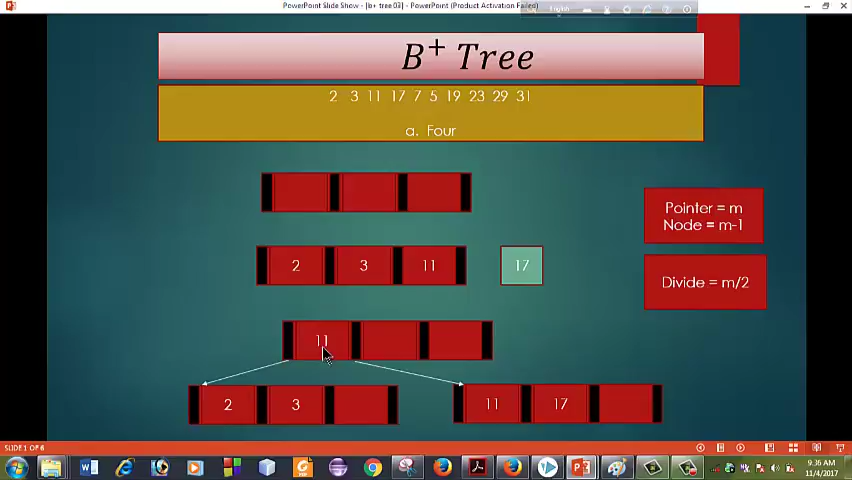 PowerPoint Slide Show - [b+ tree 03] - PowerPoint (Product Activation Failed)
English
B+ Tree
2 3 11 17 7 5 19 23 29 31
a. Four
Pointer = m
Node = m-1
2 3 11 17
Divide = m/2
11
2 3 11 17
SLIDE 1 OF 6
9:36 AM
11/4/2017